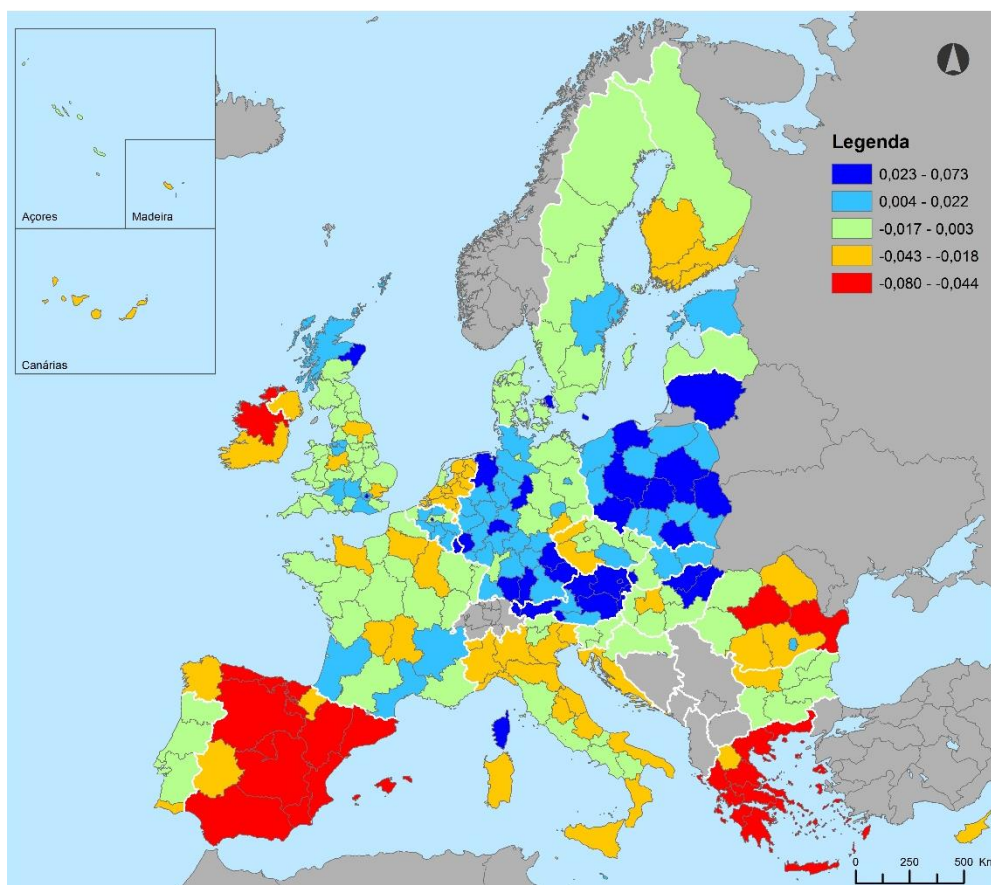 Açores
Madeira
Canárias
Legenda
0,023 - 0,073
0,004 - 0,022
-0,017 - 0,003
-0,043 - -0,018
-0,080 - -0,044
0 250 500 Km